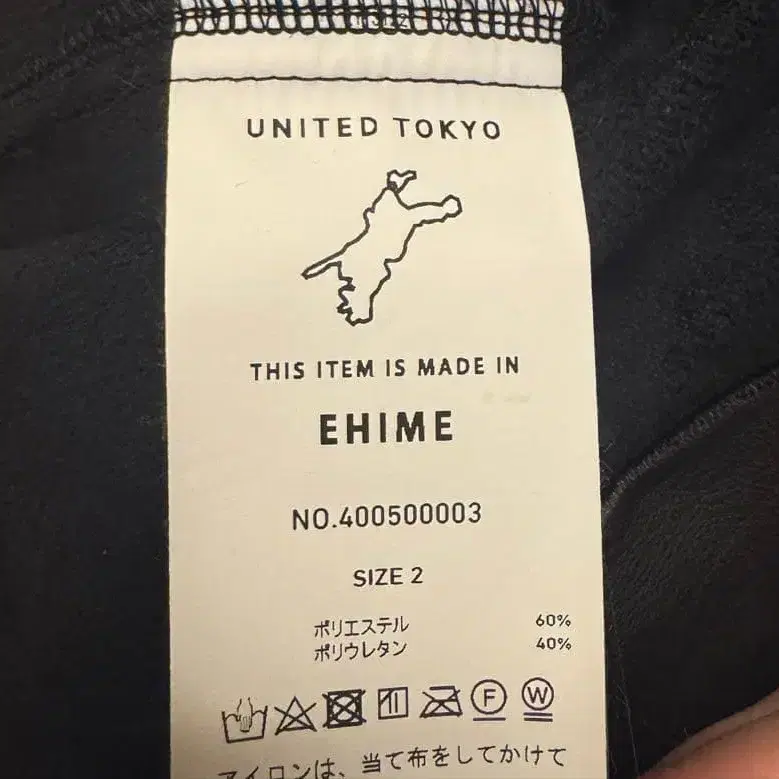 UNITED TOKYO
THIS ITEM IS MADE IN
EHIME
NO.400500003
SIZE 2
ポリエステル 60%
ポリウレタン 40%
F W
アイロンは、当て布をしてかけて